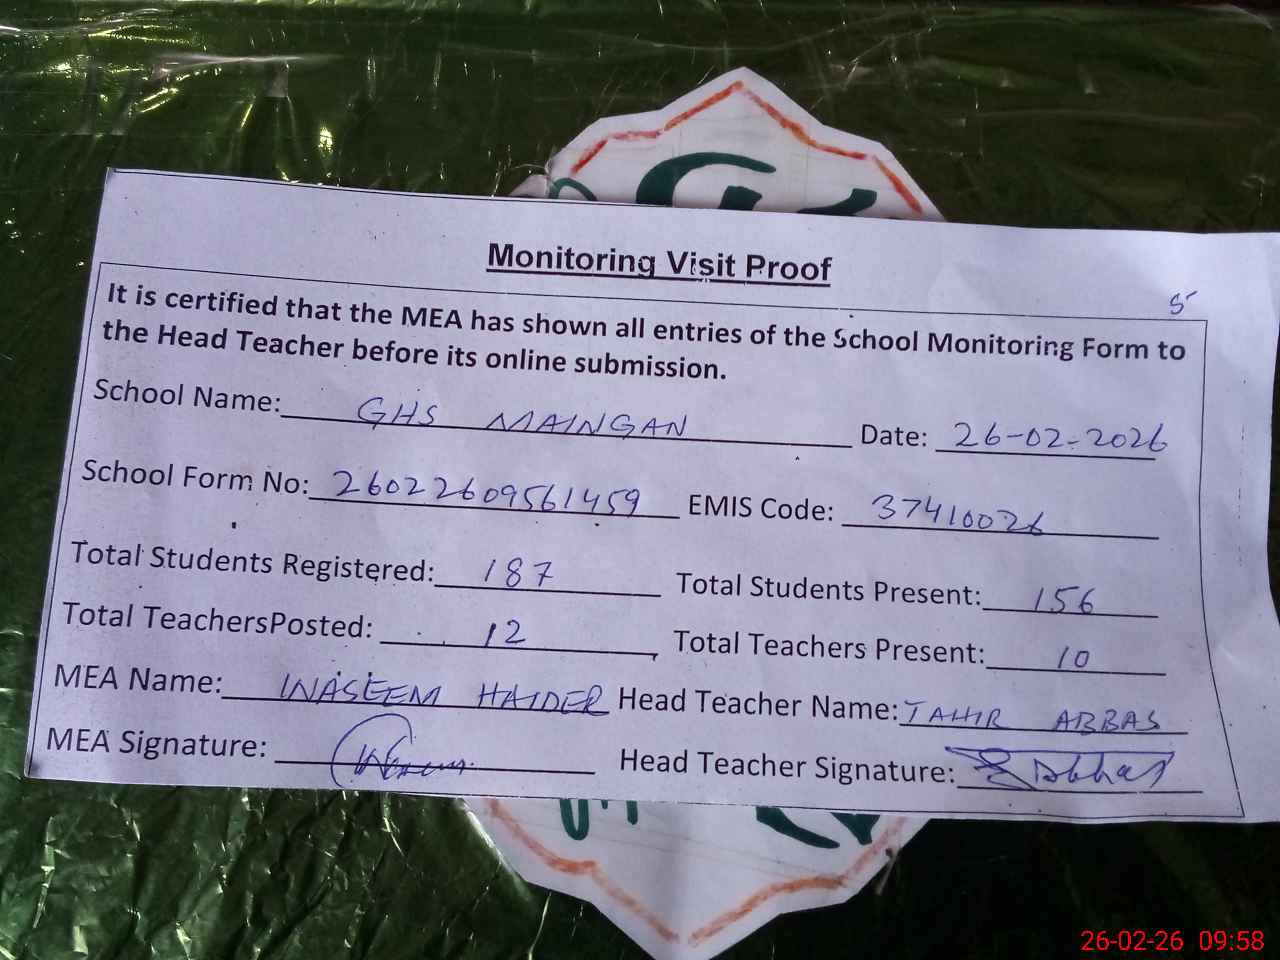 Monitoring Visit Proof
5
It is certified that the MEA has shown all entries of the School Monitoring Form to
the Head Teacher before its online submission.
School Name: GHS MAINGAN Date: 26-02-2026
School Form No: 26022609561459 EMIS Code: 37410026
Total Students Registered: 187 Total Students Present: 156
Total TeachersPosted: 12 Total Teachers Present: 10
MEA Name: WASEEM HAIDER Head Teacher Name: TAHIR ABBAS
MEA Signature: Head Teacher Signature:
26-02-26 09:58